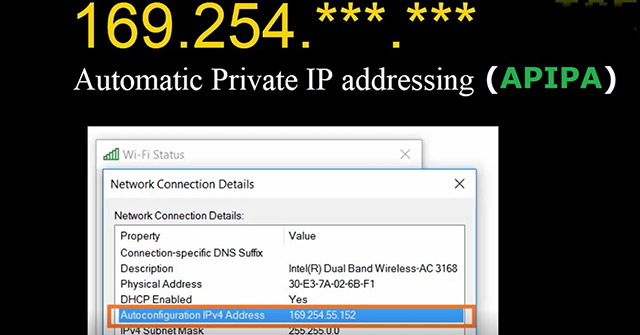 169.254.***.***
Automatic Private IP addressing (APIPA)
Wi-Fi Status
Network Connection Details
Network Connection Details:
Property Value
Connection-specific DNS Suffix
Description Intel(R) Dual Band Wireless-AC 3168
Physical Address 30-E3-7A-02-6B-F1
DHCP Enabled Yes
Autoconfiguration IPv4 Address 169.254.55.152
IPv4 Subnet Mask 255.255.0.0